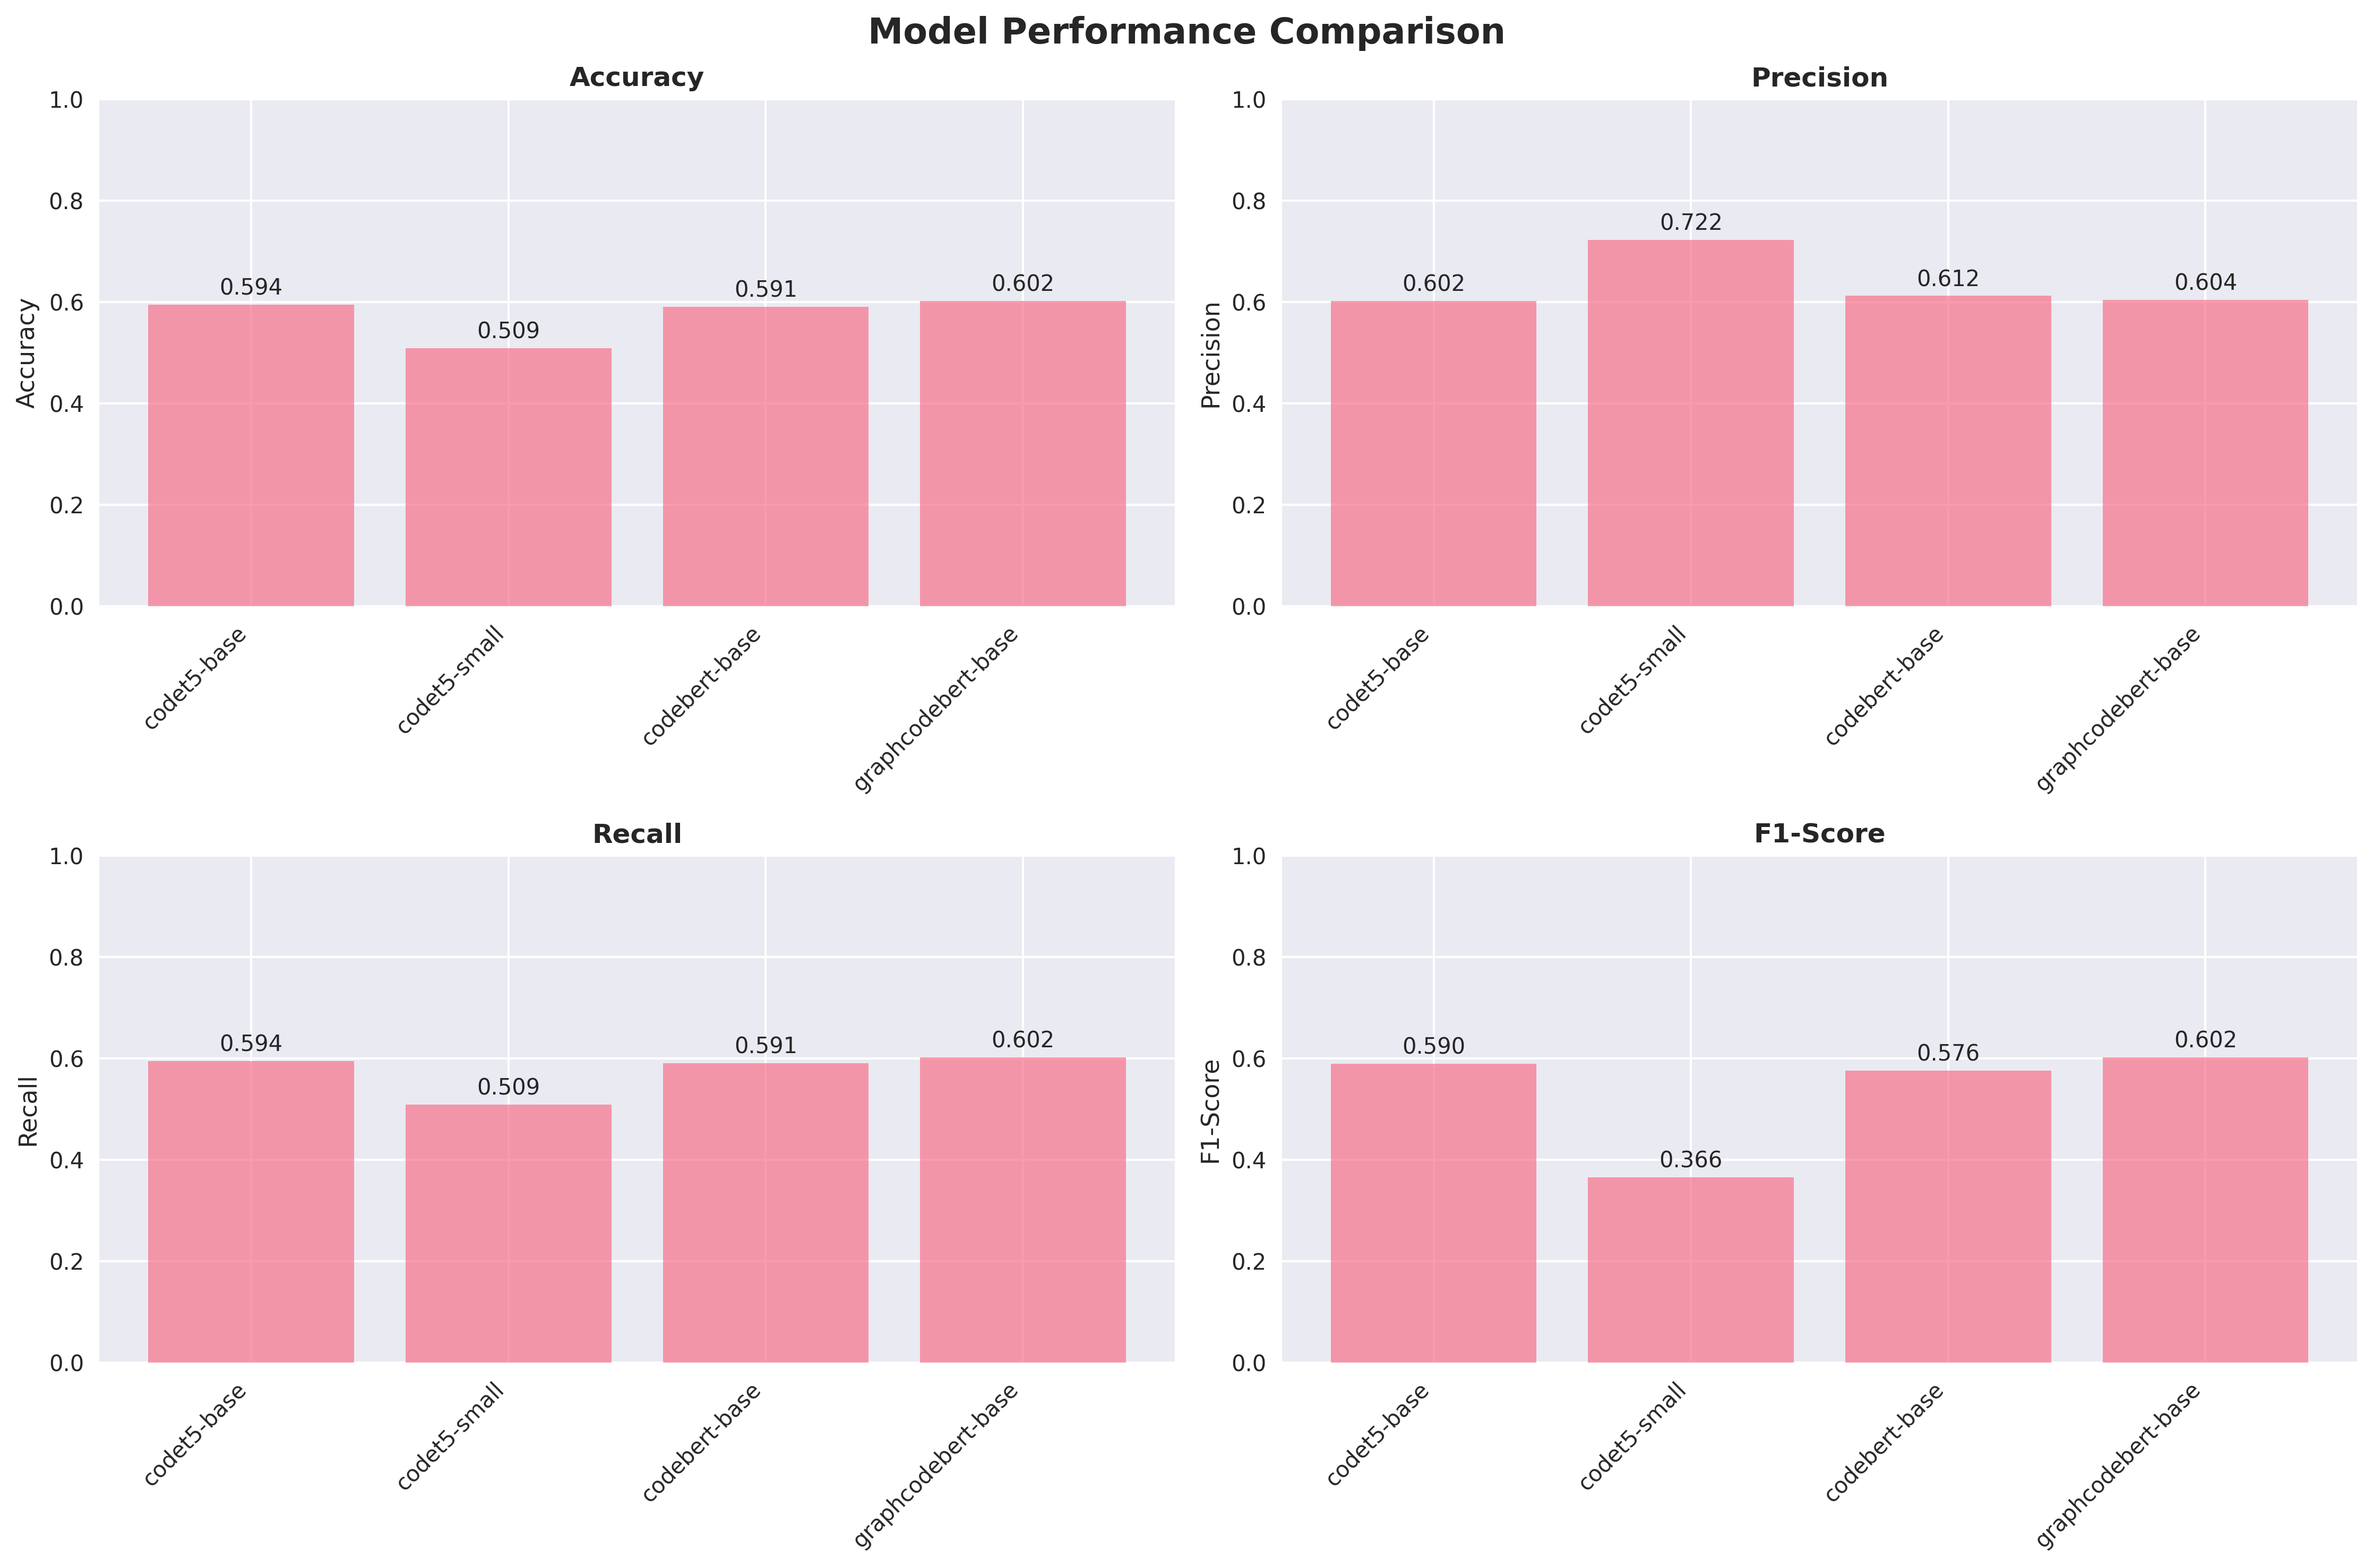 Model Performance Comparison
Accuracy
Accuracy
1.0
0.8
0.6
0.4
0.2
0.0
0.594
0.509
0.591
0.602
codet5-base
codet5-small
codebert-base
graphcodebert-base
Precision
Precision
1.0
0.8
0.6
0.4
0.2
0.0
0.602
0.722
0.612
0.604
codet5-base
codet5-small
codebert-base
graphcodebert-base
Recall
Recall
1.0
0.8
0.6
0.4
0.2
0.0
0.594
0.509
0.591
0.602
codet5-base
codet5-small
codebert-base
graphcodebert-base
F1-Score
F1-Score
1.0
0.8
0.6
0.4
0.2
0.0
0.590
0.366
0.576
0.602
codet5-base
codet5-small
codebert-base
graphcodebert-base